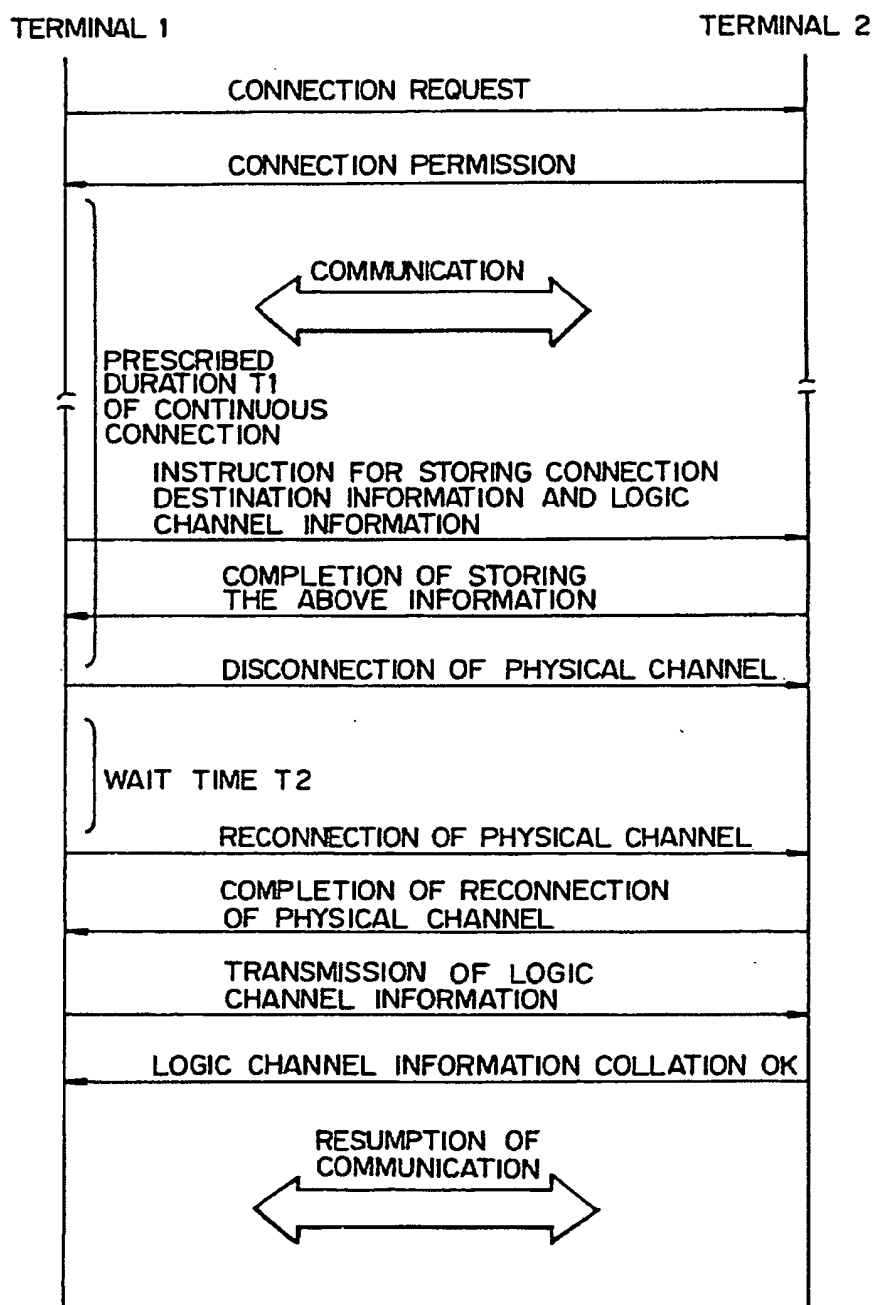 TERMINAL 1
TERMINAL 2
CONNECTION REQUEST
CONNECTION PERMISSION
COMMUNICATION
PRESCRIBED
DURATION T1
OF CONTINUOUS
CONNECTION
INSTRUCTION FOR STORING CONNECTION
DESTINATION INFORMATION AND LOGIC
CHANNEL INFORMATION
COMPLETION OF STORING
THE ABOVE INFORMATION
DISCONNECTION OF PHYSICAL CHANNEL
WAIT TIME T2
RECONNECTION OF PHYSICAL CHANNEL
COMPLETION OF RECONNECTION
OF PHYSICAL CHANNEL
TRANSMISSION OF LOGIC
CHANNEL INFORMATION
LOGIC CHANNEL INFORMATION COLLATION OK
RESUMPTION OF
COMMUNICATION